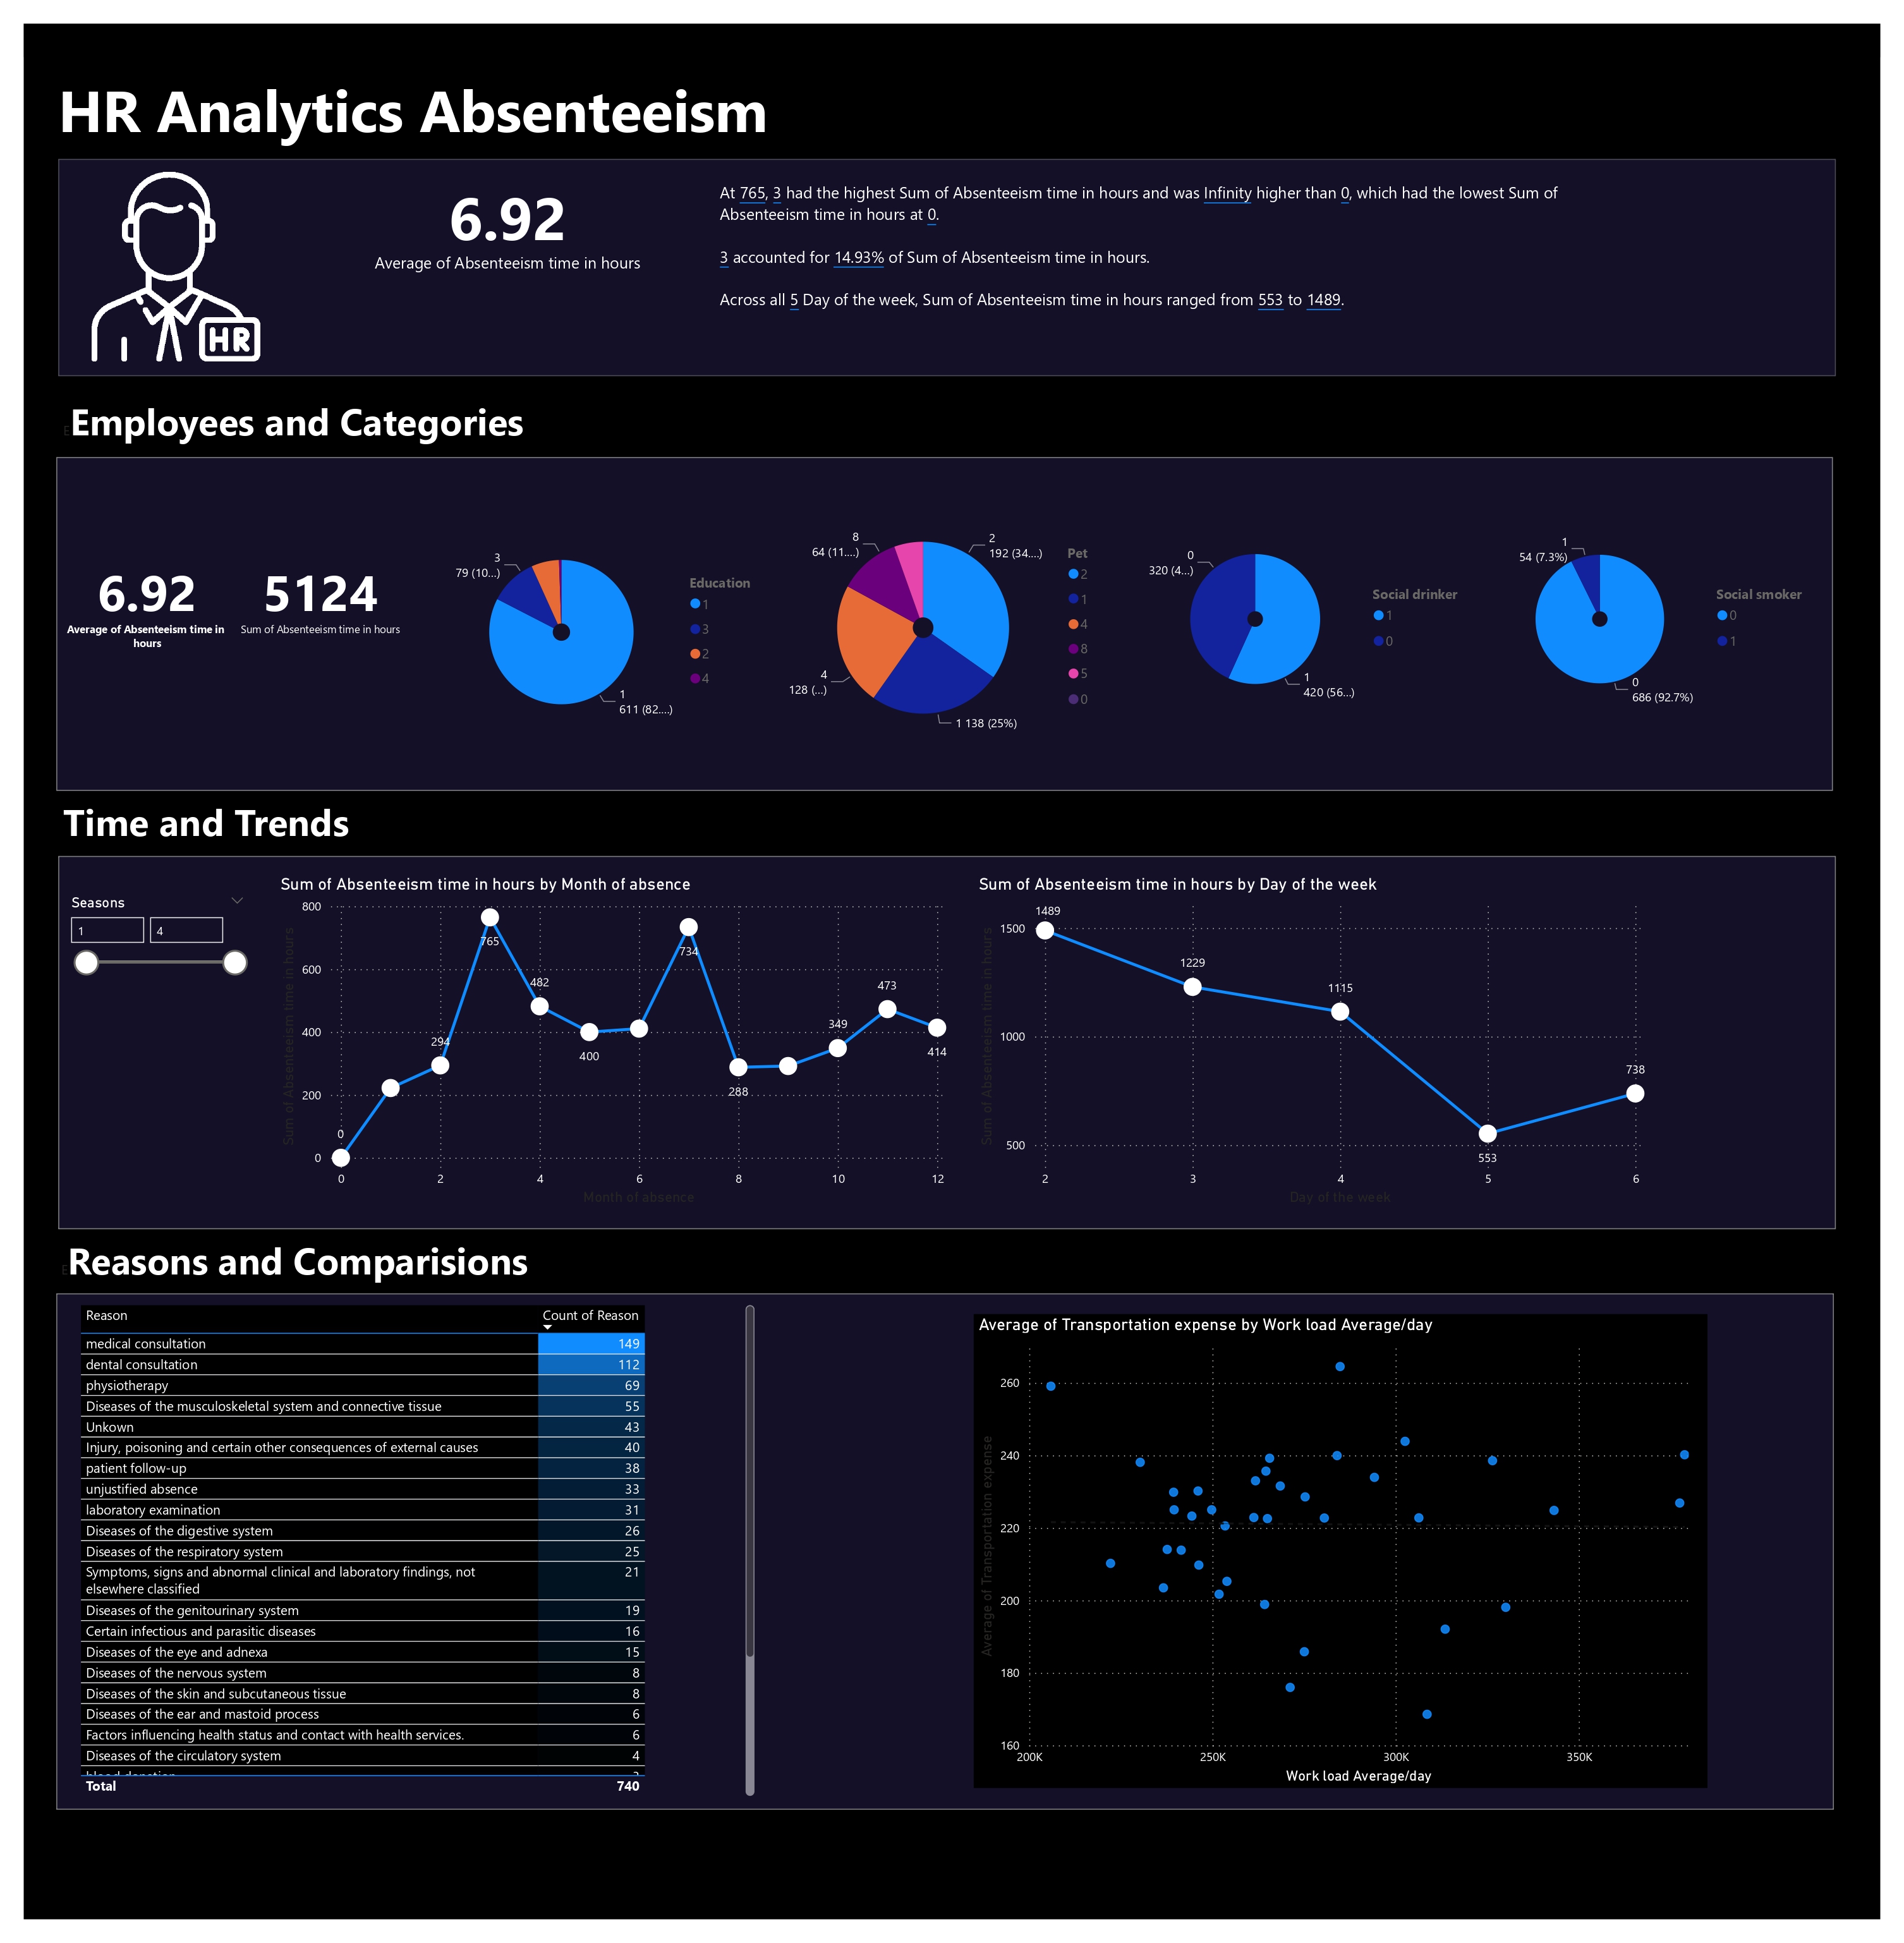 HR Analytics Absenteeism
HR
6.92
Average of Absenteeism time in hours
At 765, 3 had the highest Sum of Absenteeism time in hours and was Infinity higher than 0, which had the lowest Sum of
Absenteeism time in hours at 0.
3 accounted for 14.93% of Sum of Absenteeism time in hours.
Across all 5 Day of the week, Sum of Absenteeism time in hours ranged from 553 to 1489.
Employees and Categories
6.92
Average of Absenteeism time in
hours
5124
Sum of Absenteeism time in hours
3
79 (10...)
1
611 (82....)
Education
1
3
2
4
8
64 (11....)
2
192 (34....)
4
128 (...)
1 138 (25%)
Pet
2
1
4
8
5
0
0
320 (4...)
1
420 (56...)
Social drinker
1
0
1
54 (7.3%)
0
686 (92.7%)
Social smoker
0
1
Time and Trends
Seasons
1
4
Sum of Absenteeism time in hours by Month of absence
Sum of Absenteeism time in hours
800
600
400
200
0
0
294
765
482
400
734
288
349
473
414
0 2 4 6 8 10 12
Month of absence
Sum of Absenteeism time in hours by Day of the week
Sum of Absenteeism time in hours
1500
1000
500
1489
1229
1115
553
738
2 3 4 5 6
Day of the week
Reasons and Comparisions
Reason Count of Reason
medical consultation 149
dental consultation 112
physiotherapy 69
Diseases of the musculoskeletal system and connective tissue 55
Unkown 43
Injury, poisoning and certain other consequences of external causes 40
patient follow-up 38
unjustified absence 33
laboratory examination 31
Diseases of the digestive system 26
Diseases of the respiratory system 25
Symptoms, signs and abnormal clinical and laboratory findings, not 21
elsewhere classified
Diseases of the genitourinary system 19
Certain infectious and parasitic diseases 16
Diseases of the eye and adnexa 15
Diseases of the nervous system 8
Diseases of the skin and subcutaneous tissue 8
Diseases of the ear and mastoid process 6
Factors influencing health status and contact with health services. 6
Diseases of the circulatory system 4
Total 740
Average of Transportation expense by Work load Average/day
Average of Transportation expense
260
240
220
200
180
160
200K 250K 300K 350K
Work load Average/day